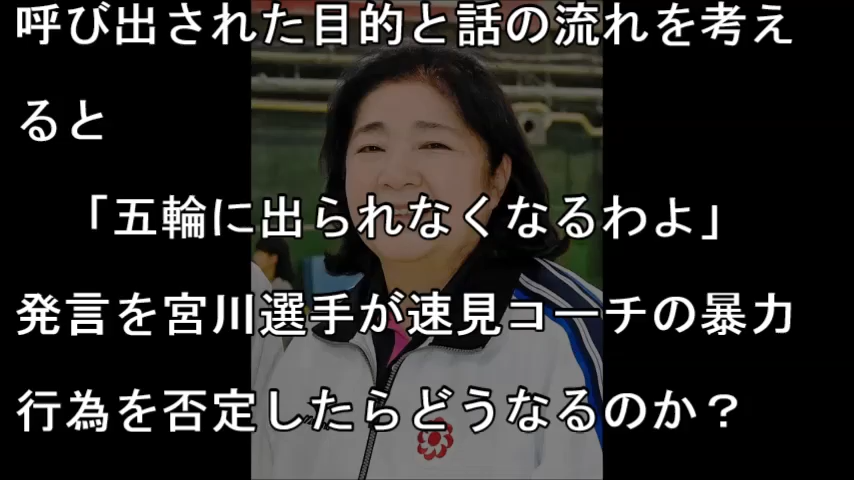 呼び出された目的と話の流れを考え
ると
「五輪に出られなくなるわよ」
発言を宮川選手が速見コーチの暴力
行為を否定したらどうなるのか？